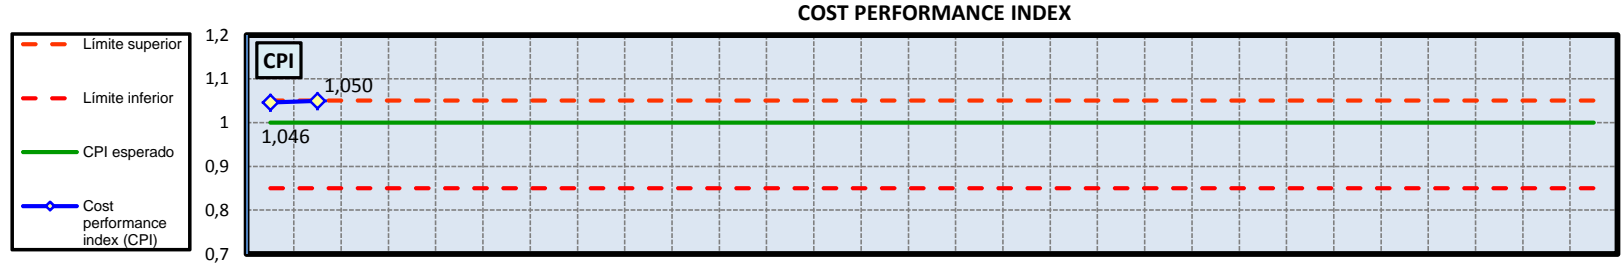 COST PERFORMANCE INDEX
Límite superior
Límite inferior
CPI esperado
Cost
performance
index (CPI)
1,2
1,1
1
0,9
0,8
0,7
CPI
1,050
1,046